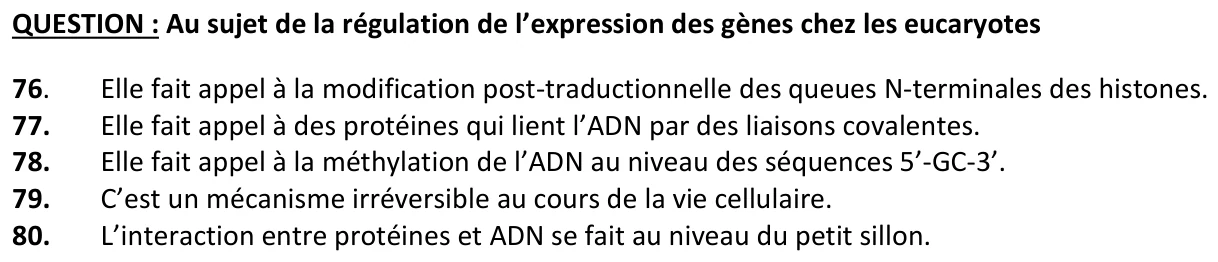 QUESTION : Au sujet de la régulation de l’expression des gènes chez les eucaryotes
76. Elle fait appel à la modification post-traductionnelle des queues N-terminales des histones.
77. Elle fait appel à des protéines qui lient l’ADN par des liaisons covalentes.
78. Elle fait appel à la méthylation de l’ADN au niveau des séquences 5’-GC-3’.
79. C’est un mécanisme irréversible au cours de la vie cellulaire.
80. L’interaction entre protéines et ADN se fait au niveau du petit sillon.